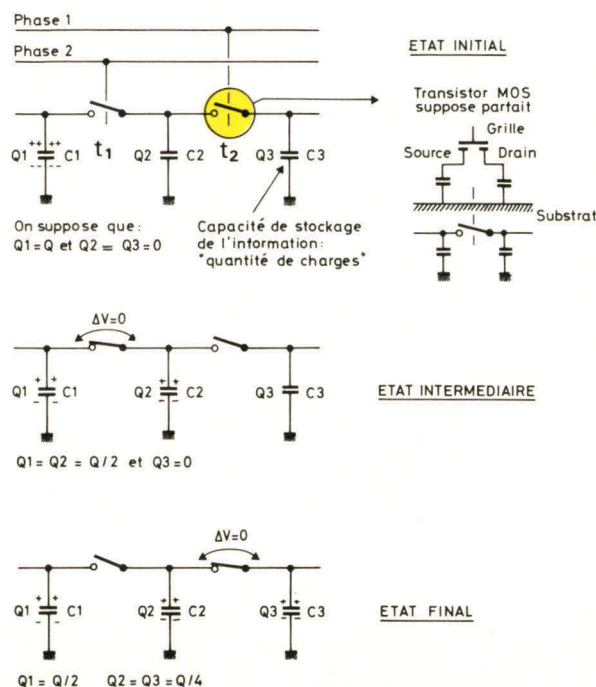 Phase 1
Phase 2
ETAT INITIAL
Transistor MOS
suppose parfait
Grille
Source
Drain
Substrat
Q1
++ ++
C1
t1
Q2
C2
t2
Q3
C3
On suppose que:
Q1=Q et Q2 = Q3=0
Capacité de stockage
de l'information:
"quantité de charges"
ΔV=0
Q1
+ +
C1
Q2
+ +
C2
Q3
C3
ETAT INTERMEDIAIRE
Q1= Q2 = Q/2 et Q3=0
ΔV=0
Q1
+ +
C1
Q2
+ +
C2
Q3
+ +
C3
ETAT FINAL
Q1 = Q/2 Q2 = Q3= Q/4